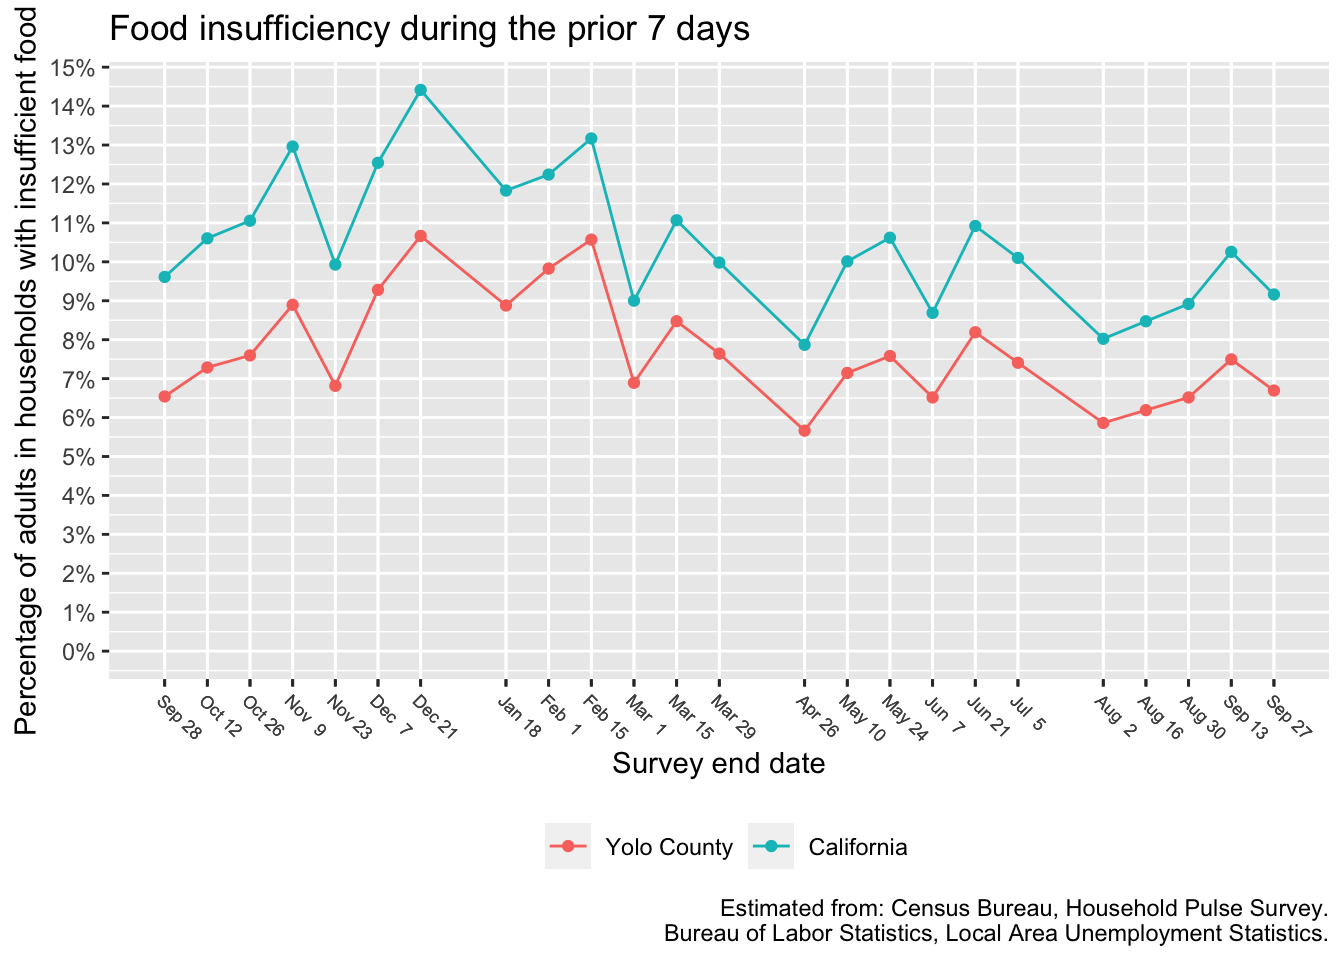 Food insufficiency during the prior 7 days
Percentage of adults in households with insufficient food
15%
14%
13%
12%
11%
10%
9%
8%
7%
6%
5%
4%
3%
2%
1%
0%
Sep 28
Oct 12
Oct 26
Nov 9
Nov 23
Dec 7
Dec 21
Jan 18
Feb 1
Feb 15
Mar 1
Mar 15
Mar 29
Apr 26
May 10
May 24
Jun 7
Jun 21
Jul 5
Aug 2
Aug 16
Aug 30
Sep 13
Sep 27
Survey end date
Yolo County
California
Estimated from: Census Bureau, Household Pulse Survey.
Bureau of Labor Statistics, Local Area Unemployment Statistics.